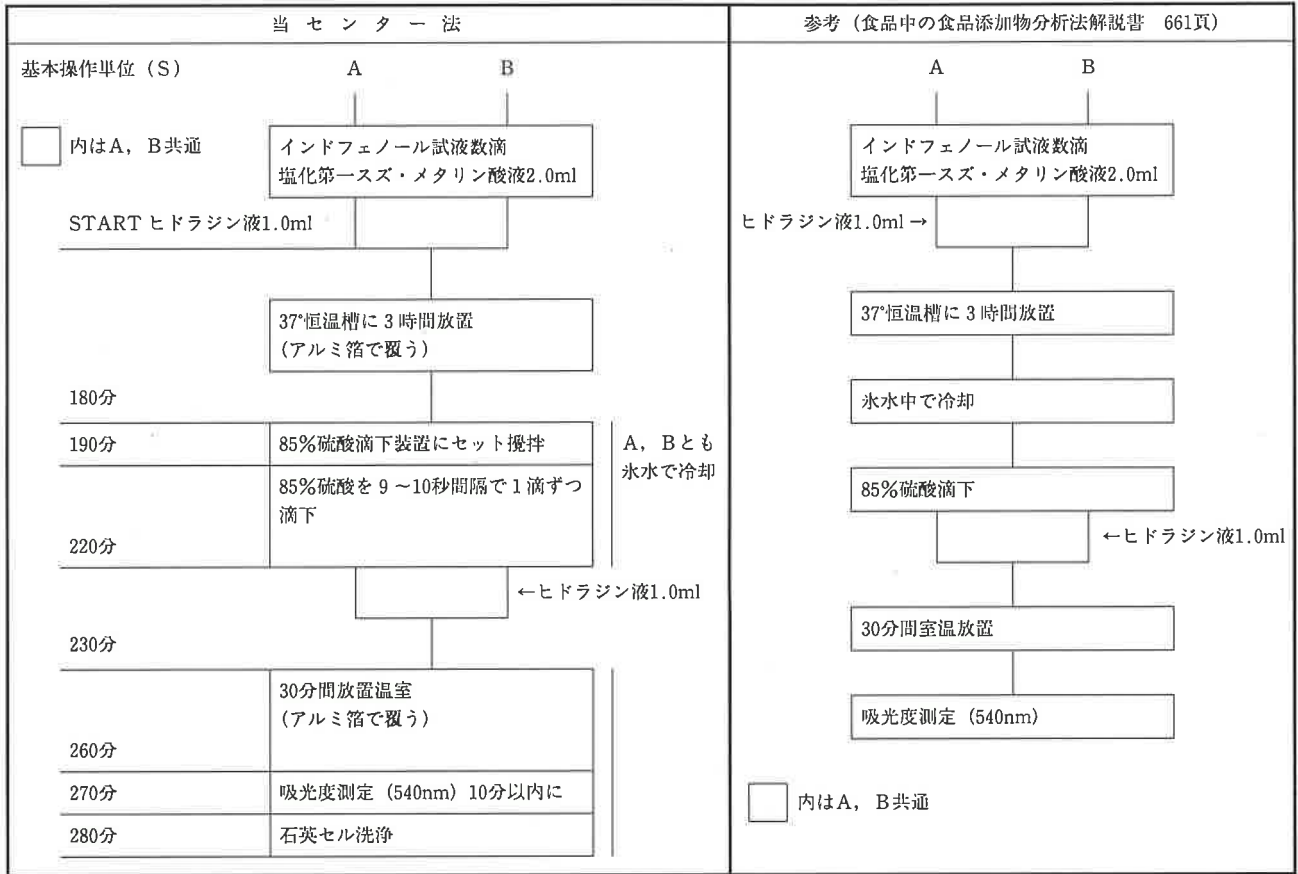 当センター法
基本操作単位（S）
A B
内はA，B共通
インドフェノール試液数滴
塩化第一スズ・メタリン酸液2.0ml
START ヒドラジン液1.0ml
37°恒温槽に3時間放置
(アルミ箔で覆う)
180分
190分
85%硫酸滴下装置にセット攪拌
85%硫酸を9～10秒間隔で1滴ずつ
滴下
A，Bとも
氷水で冷却
220分
←ヒドラジン液1.0ml
230分
30分間放置温室
(アルミ箔で覆う)
260分
270分
吸光度測定（540nm）10分以内に
280分
石英セル洗浄
参考（食品中の食品添加物分析法解説書 661頁）
A B
インドフェノール試液数滴
塩化第一スズ・メタリン酸液2.0ml
ヒドラジン液1.0ml→
37°恒温槽に3時間放置
氷水中で冷却
85%硫酸滴下
←ヒドラジン液1.0ml
30分間室温放置
吸光度測定（540nm）
内はA，B共通